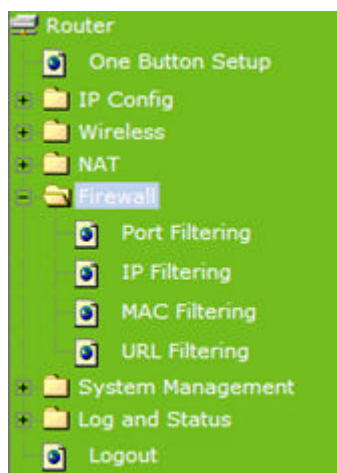 Router
One Button Setup
IP Config
Wireless
NAT
Firewall
Port Filtering
IP Filtering
MAC Filtering
URL Filtering
System Management
Log and Status
Logout